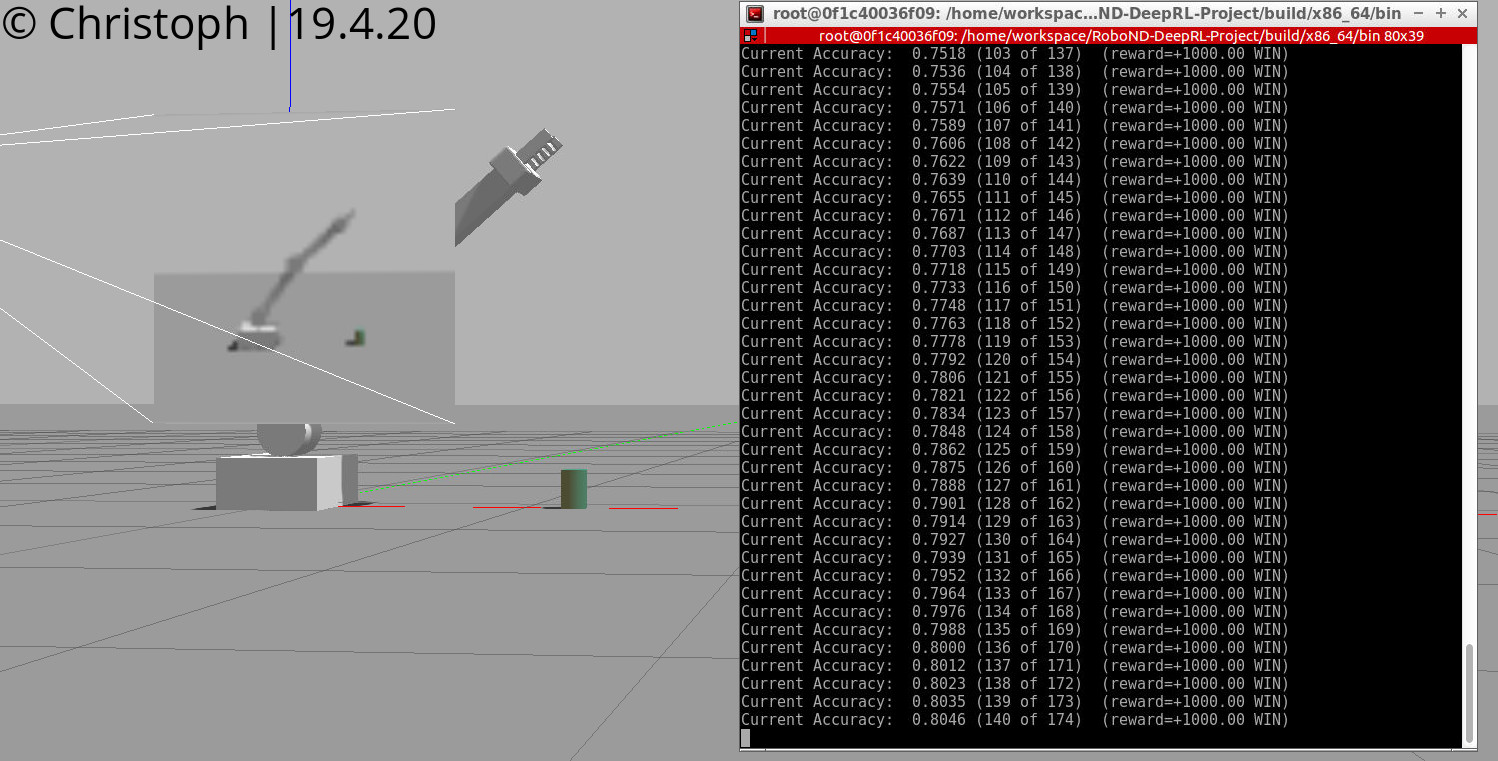 © Christoph |19.4.20
root@0f1c40036f09: /home/workspac...ND-DeepRL-Project/build/x86_64/bin
root@0f1c40036f09: /home/workspace/RoboND-DeepRL-Project/build/x86_64/bin 80x39
Current Accuracy:  0.7518 (103 of 137)  (reward=+1000.00 WIN)
Current Accuracy:  0.7536 (104 of 138)  (reward=+1000.00 WIN)
Current Accuracy:  0.7554 (105 of 139)  (reward=+1000.00 WIN)
Current Accuracy:  0.7571 (106 of 140)  (reward=+1000.00 WIN)
Current Accuracy:  0.7589 (107 of 141)  (reward=+1000.00 WIN)
Current Accuracy:  0.7606 (108 of 142)  (reward=+1000.00 WIN)
Current Accuracy:  0.7622 (109 of 143)  (reward=+1000.00 WIN)
Current Accuracy:  0.7639 (110 of 144)  (reward=+1000.00 WIN)
Current Accuracy:  0.7655 (111 of 145)  (reward=+1000.00 WIN)
Current Accuracy:  0.7671 (112 of 146)  (reward=+1000.00 WIN)
Current Accuracy:  0.7687 (113 of 147)  (reward=+1000.00 WIN)
Current Accuracy:  0.7703 (114 of 148)  (reward=+1000.00 WIN)
Current Accuracy:  0.7718 (115 of 149)  (reward=+1000.00 WIN)
Current Accuracy:  0.7733 (116 of 150)  (reward=+1000.00 WIN)
Current Accuracy:  0.7748 (117 of 151)  (reward=+1000.00 WIN)
Current Accuracy:  0.7763 (118 of 152)  (reward=+1000.00 WIN)
Current Accuracy:  0.7778 (119 of 153)  (reward=+1000.00 WIN)
Current Accuracy:  0.7792 (120 of 154)  (reward=+1000.00 WIN)
Current Accuracy:  0.7806 (121 of 155)  (reward=+1000.00 WIN)
Current Accuracy:  0.7821 (122 of 156)  (reward=+1000.00 WIN)
Current Accuracy:  0.7834 (123 of 157)  (reward=+1000.00 WIN)
Current Accuracy:  0.7848 (124 of 158)  (reward=+1000.00 WIN)
Current Accuracy:  0.7862 (125 of 159)  (reward=+1000.00 WIN)
Current Accuracy:  0.7875 (126 of 160)  (reward=+1000.00 WIN)
Current Accuracy:  0.7888 (127 of 161)  (reward=+1000.00 WIN)
Current Accuracy:  0.7901 (128 of 162)  (reward=+1000.00 WIN)
Current Accuracy:  0.7914 (129 of 163)  (reward=+1000.00 WIN)
Current Accuracy:  0.7927 (130 of 164)  (reward=+1000.00 WIN)
Current Accuracy:  0.7939 (131 of 165)  (reward=+1000.00 WIN)
Current Accuracy:  0.7952 (132 of 166)  (reward=+1000.00 WIN)
Current Accuracy:  0.7964 (133 of 167)  (reward=+1000.00 WIN)
Current Accuracy:  0.7976 (134 of 168)  (reward=+1000.00 WIN)
Current Accuracy:  0.7988 (135 of 169)  (reward=+1000.00 WIN)
Current Accuracy:  0.8000 (136 of 170)  (reward=+1000.00 WIN)
Current Accuracy:  0.8012 (137 of 171)  (reward=+1000.00 WIN)
Current Accuracy:  0.8023 (138 of 172)  (reward=+1000.00 WIN)
Current Accuracy:  0.8035 (139 of 173)  (reward=+1000.00 WIN)
Current Accuracy:  0.8046 (140 of 174)  (reward=+1000.00 WIN)